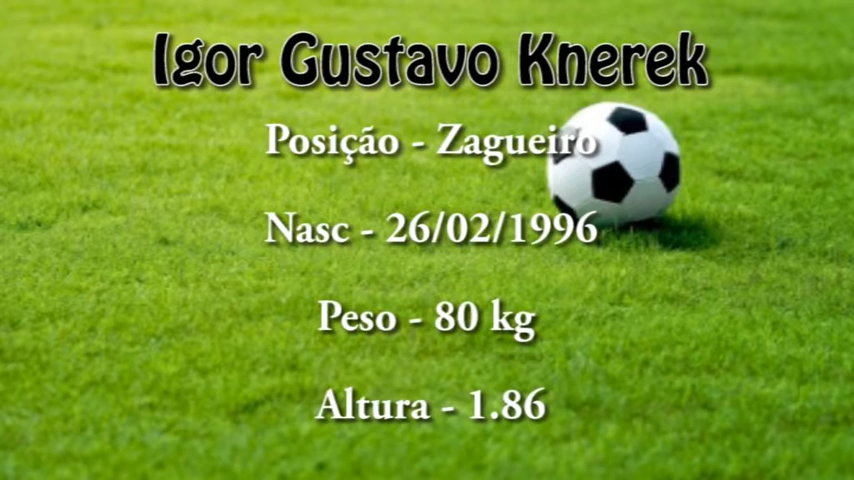 Igor Gustavo Knerek
Posição - Zagueiro
Nasc - 26/02/1996
Peso - 80 kg
Altura - 1.86